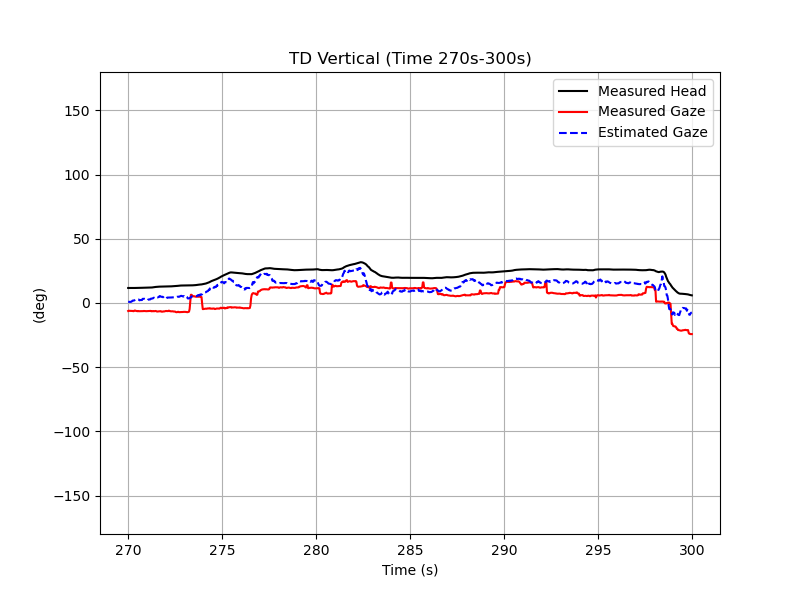 TD Vertical (Time 270s-300s)
Measured Head
Measured Gaze
Estimated Gaze
150
100
50
0
−50
−100
−150
(deg)
270 275 280 285 290 295 300
Time (s)